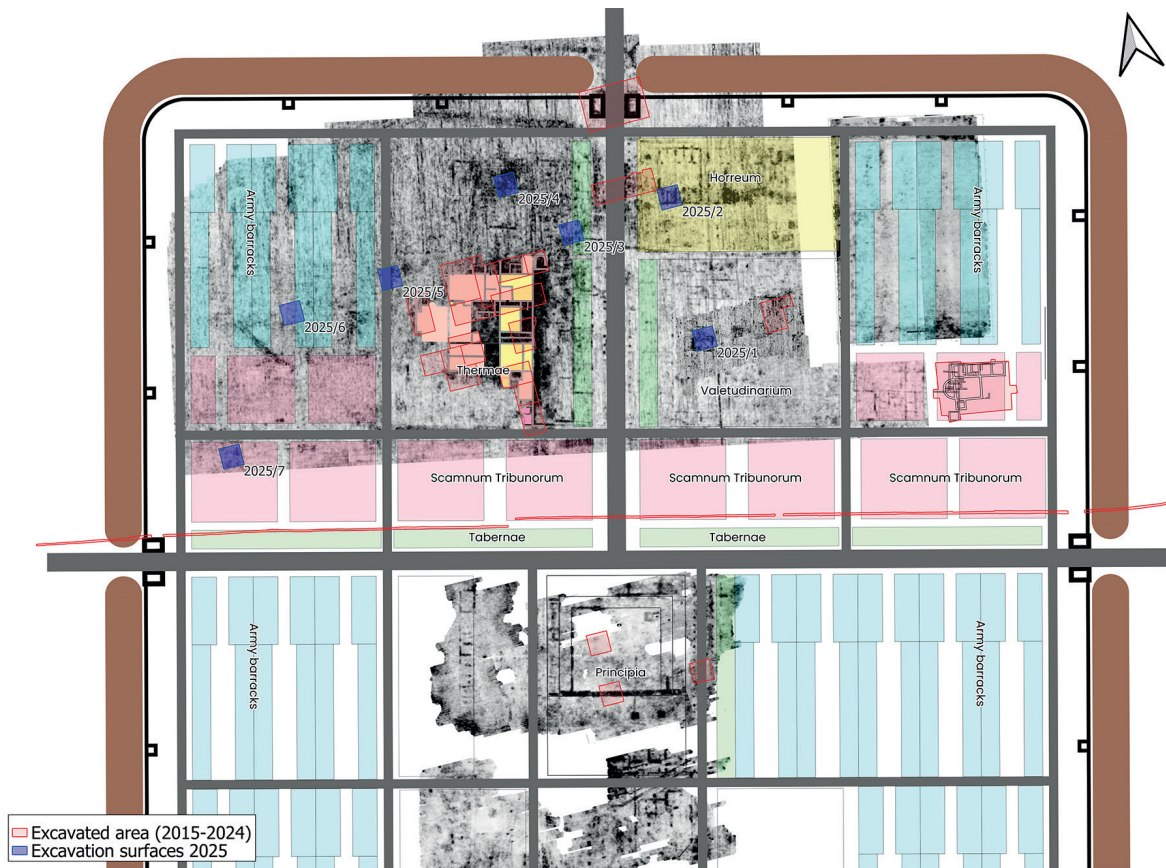 Horreum
Army barracks
Army barracks
2025/4
2025/2
2025/3
2025/5
2025/6
2025/1
Thermae
Valetudinarium
2025/7
Scamnum Tribunorum
Scamnum Tribunorum
Scamnum Tribunorum
Tabernae
Tabernae
Army barracks
Army barracks
Principia
Excavated area (2015-2024)
Excavation surfaces 2025